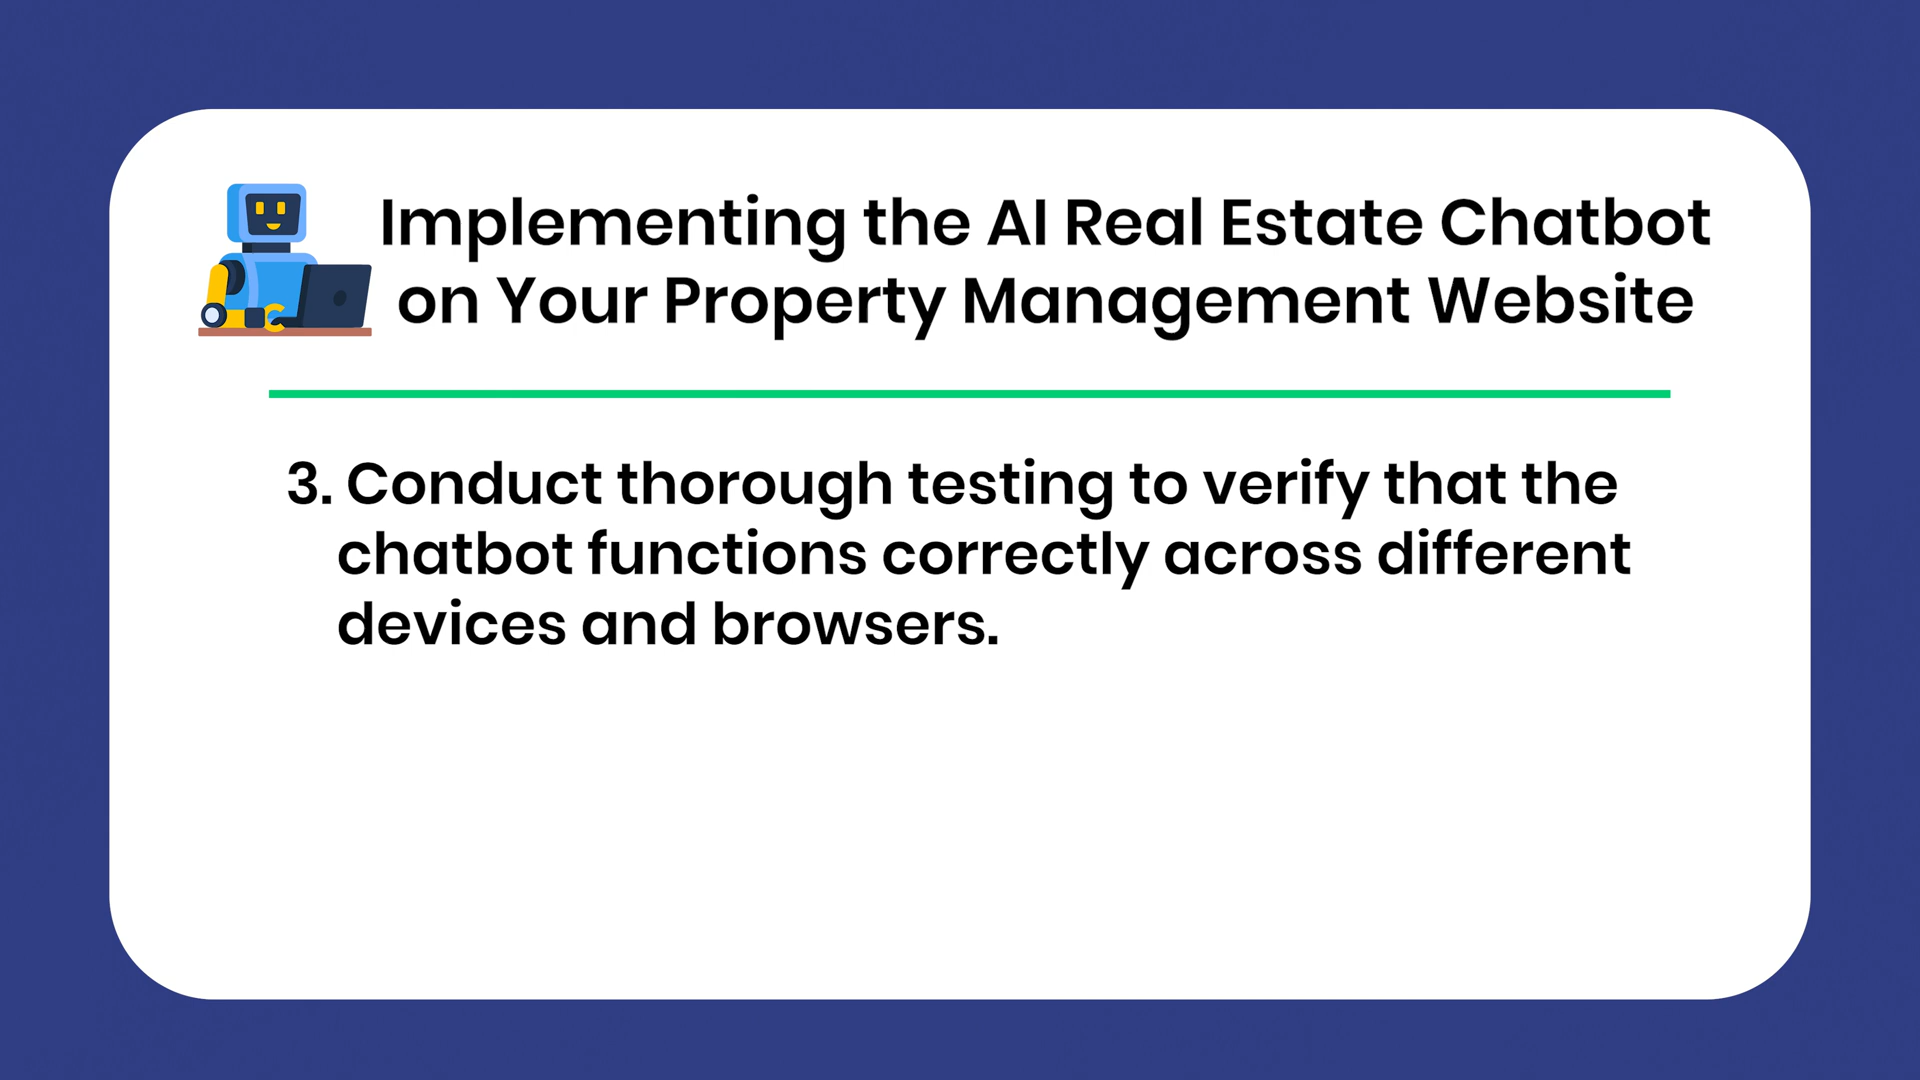 Implementing the AI Real Estate Chatbot
on Your Property Management Website
3. Conduct thorough testing to verify that the
chatbot functions correctly across different
devices and browsers.